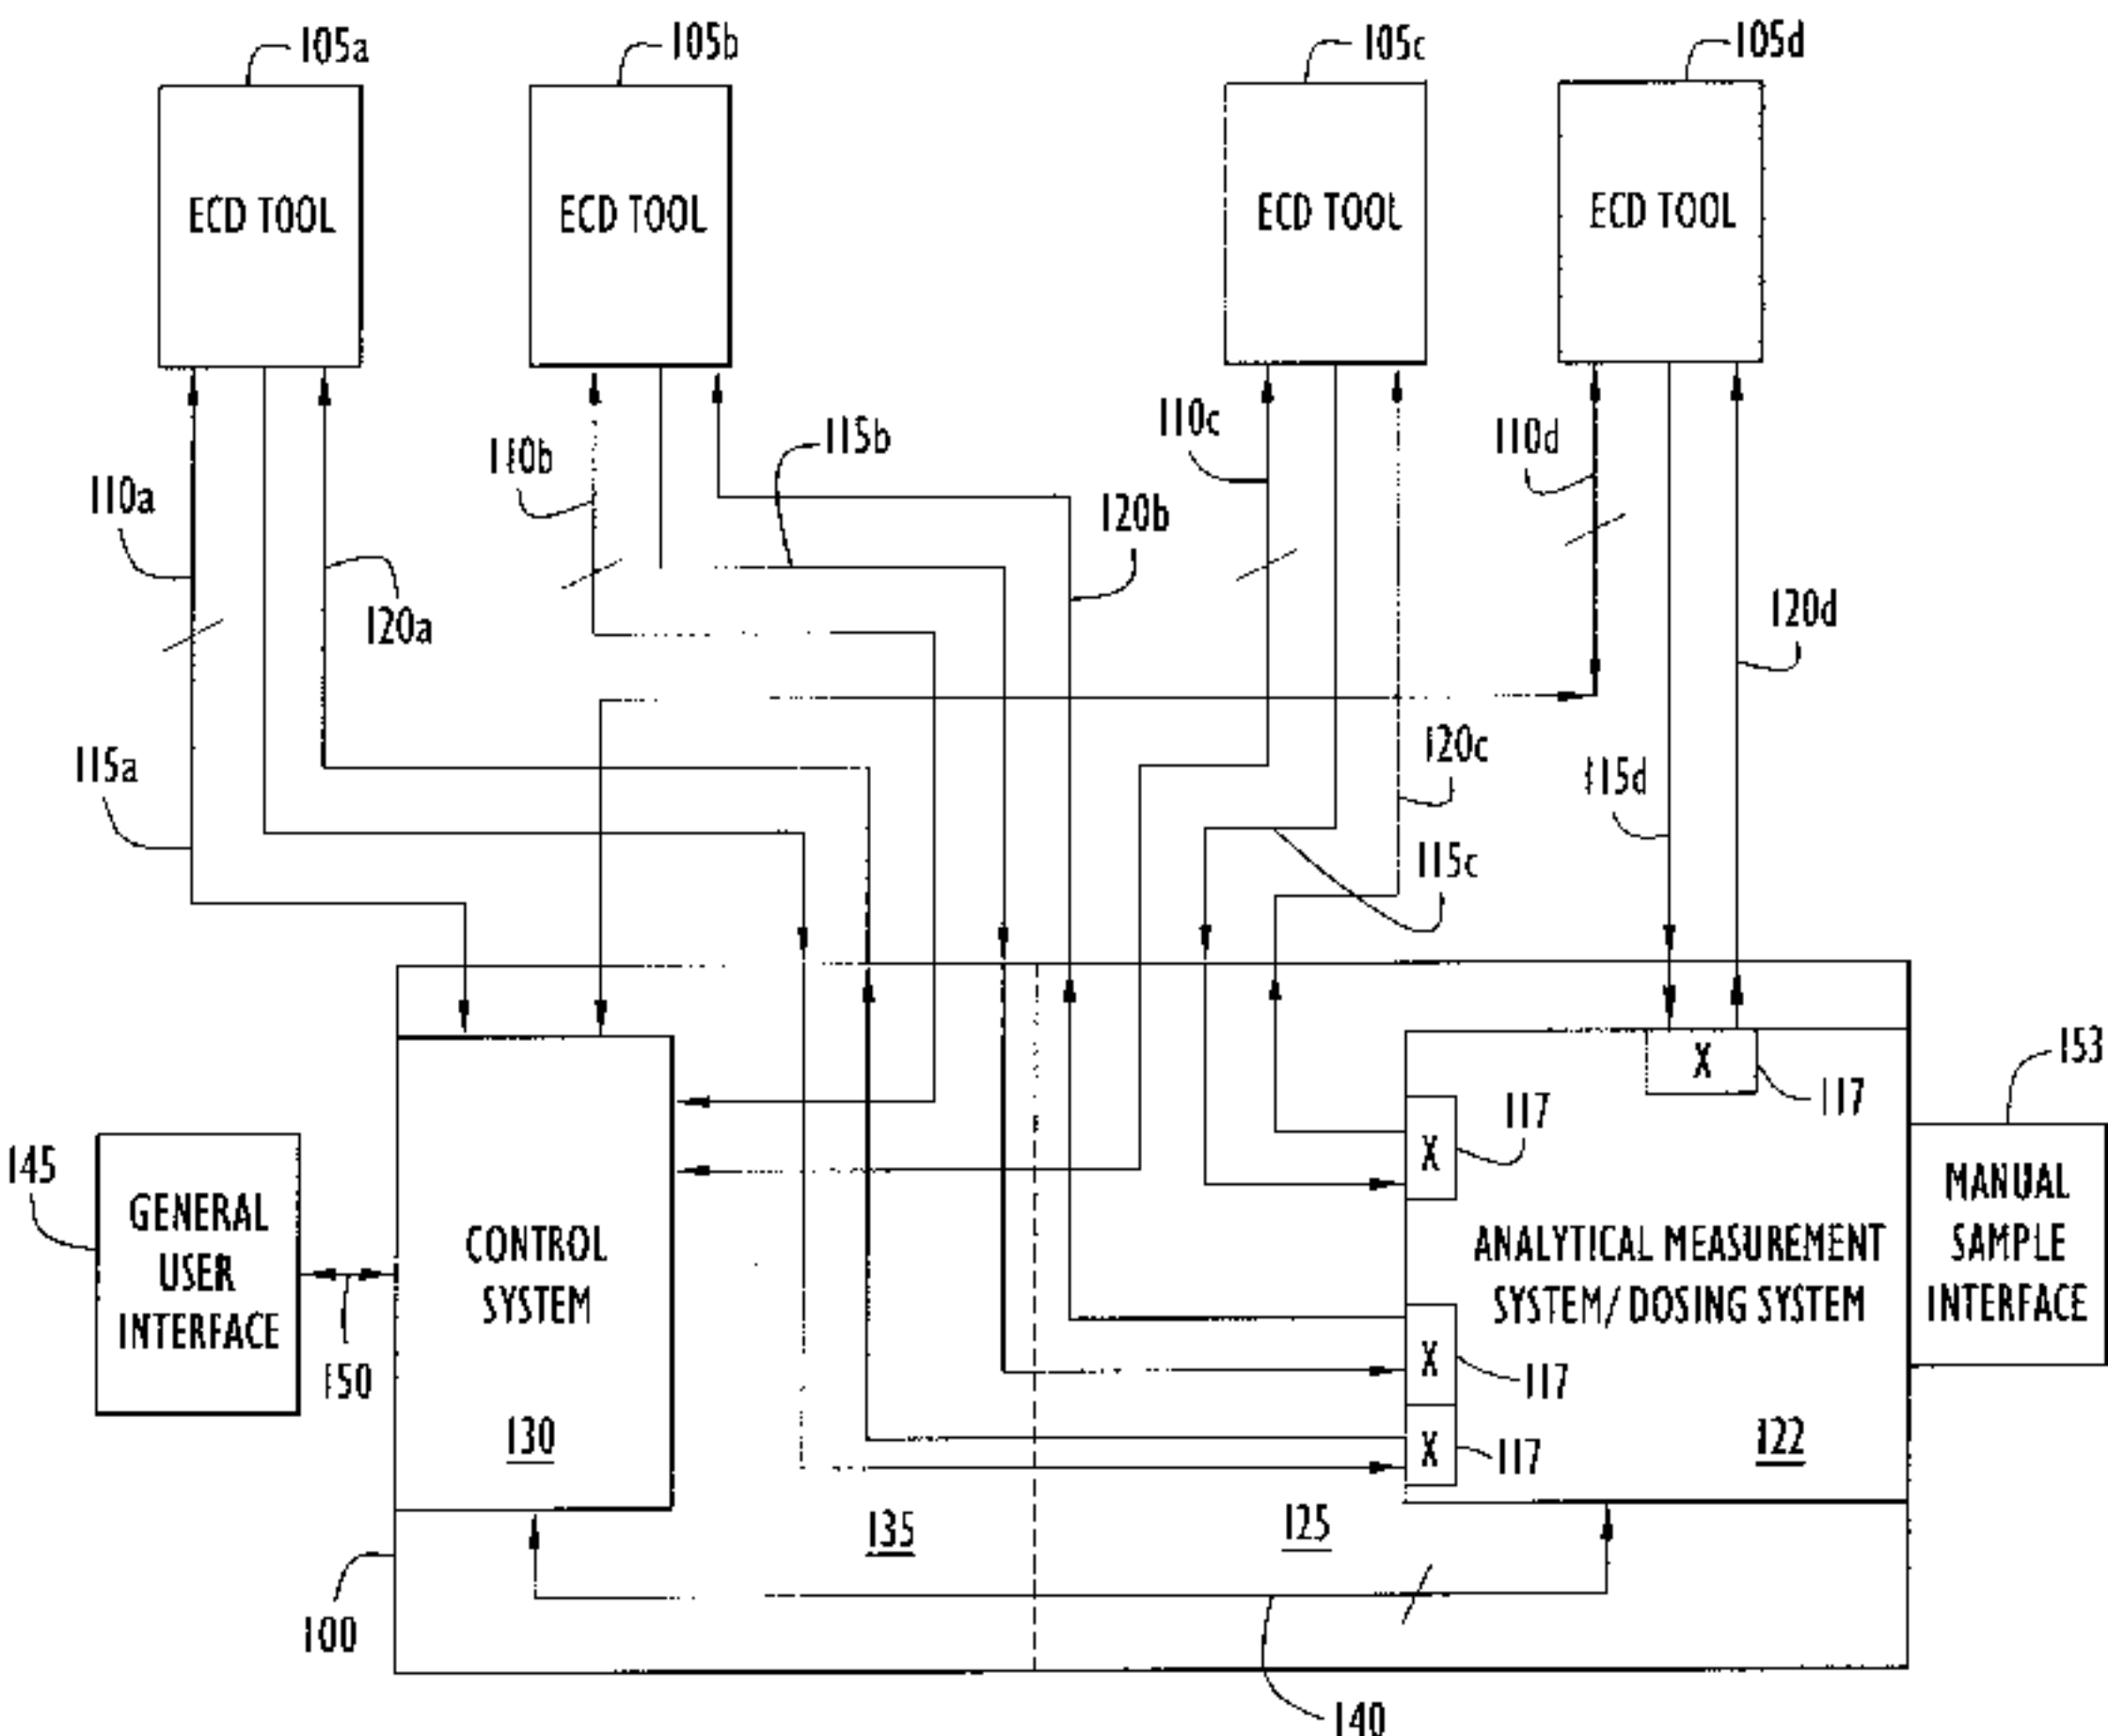 105a
105b
105c
105d
ECD TOOL
ECD TOOL
ECD TOOL
ECD TOOL
110a
110b
115b
110c
110d
120a
120b
120d
115a
120c
115d
115c
153
117
117
145
GENERAL
USER
INTERFACE
150
CONTROL
SYSTEM
130
X
X
ANALYTICAL MEASUREMENT
SYSTEM/ DOSING SYSTEM
MANUAL
SAMPLE
INTERFACE
X
117
X
117
122
135
125
100
140